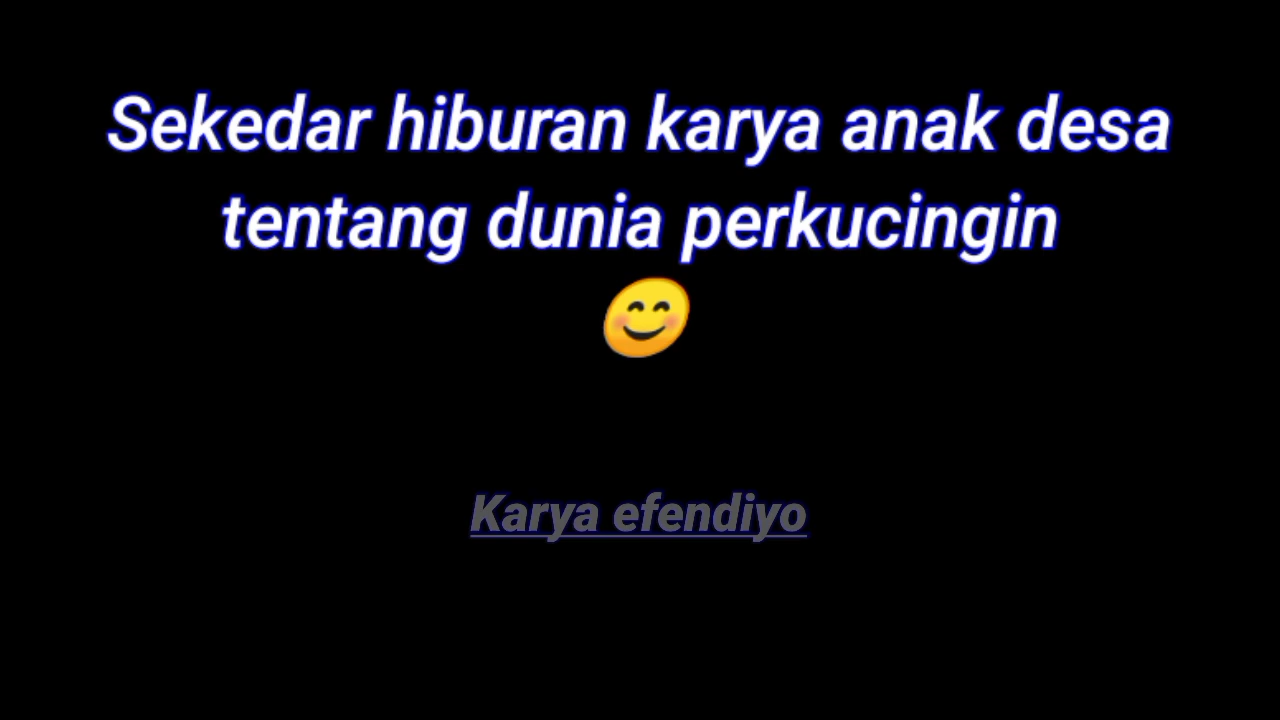 Sekedar hiburan karya anak desa
tentang dunia perkucingin
😊
Karya efendiyo